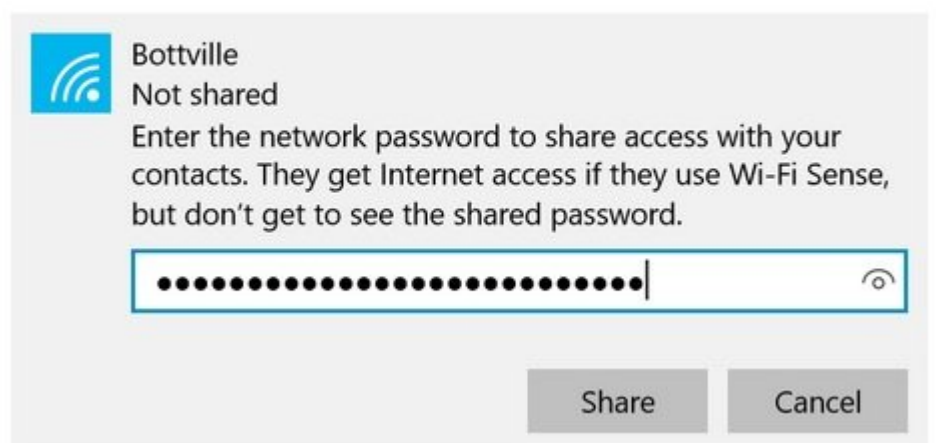 Bottville
Not shared
Enter the network password to share access with your
contacts. They get Internet access if they use Wi-Fi Sense,
but don’t get to see the shared password.
●●●●●●●●●●●●●●●●●●●●●●●●●●●
Share Cancel